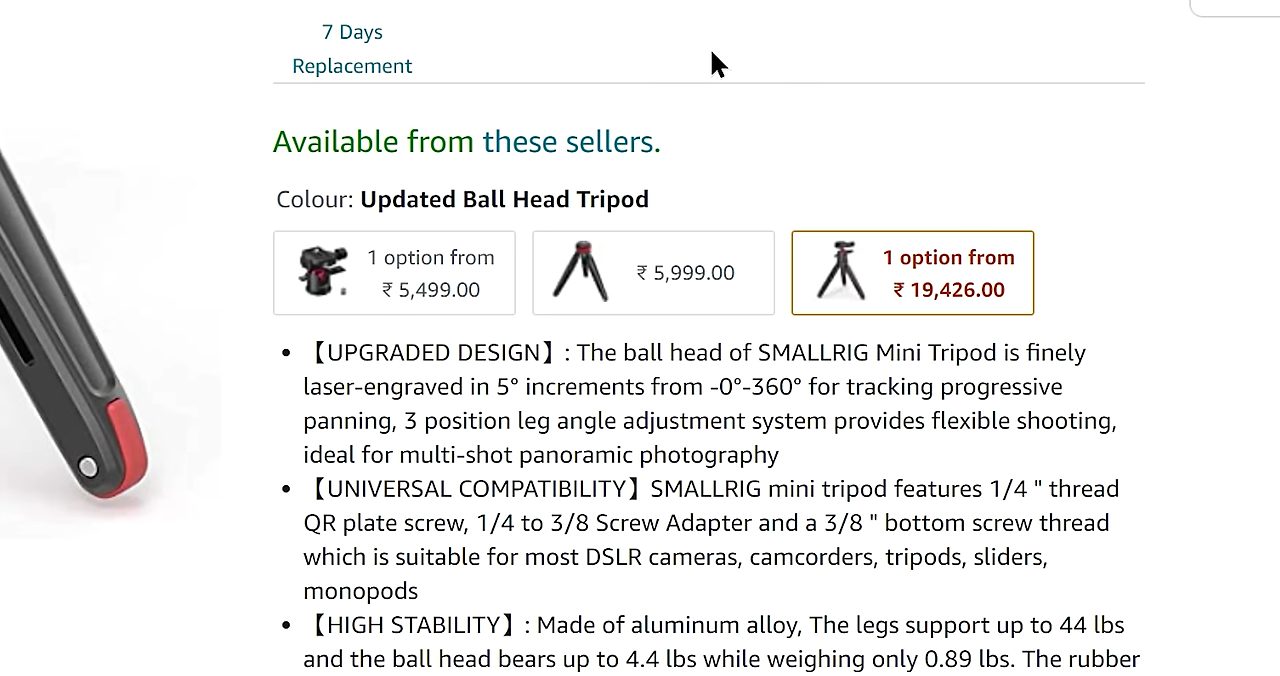 7 Days
Replacement
Available from these sellers.
Colour: Updated Ball Head Tripod
1 option from
₹ 5,499.00
₹ 5,999.00
1 option from
₹ 19,426.00
• 【UPGRADED DESIGN】: The ball head of SMALLRIG Mini Tripod is finely
laser-engraved in 5° increments from -0°-360° for tracking progressive
panning, 3 position leg angle adjustment system provides flexible shooting,
ideal for multi-shot panoramic photography
• 【UNIVERSAL COMPATIBILITY】SMALLRIG mini tripod features 1/4 " thread
QR plate screw, 1/4 to 3/8 Screw Adapter and a 3/8 " bottom screw thread
which is suitable for most DSLR cameras, camcorders, tripods, sliders,
monopods
• 【HIGH STABILITY】: Made of aluminum alloy, The legs support up to 44 lbs
and the ball head bears up to 4.4 lbs while weighing only 0.89 lbs. The rubber